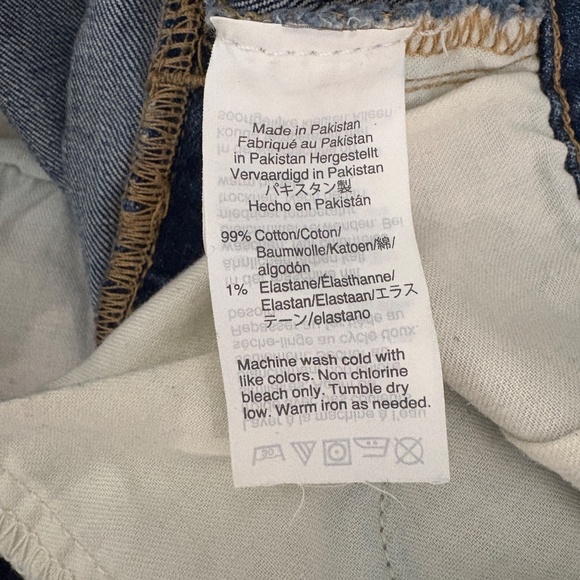 Made in Pakistan
Fabriqué au Pakistan
in Pakistan Hergestellt
Vervaardigd in Pakistan
パキスタン製
Hecho en Pakistán
99% Cotton/Coton/
Baumwolle/Katoen/綿/
algodón
1% Elastane/Élasthanne/
Elastan/Elastaan/エラス
テーン/elastano
Machine wash cold with
like colors. Non chlorine
bleach only. Tumble dry
low. Warm iron as needed.